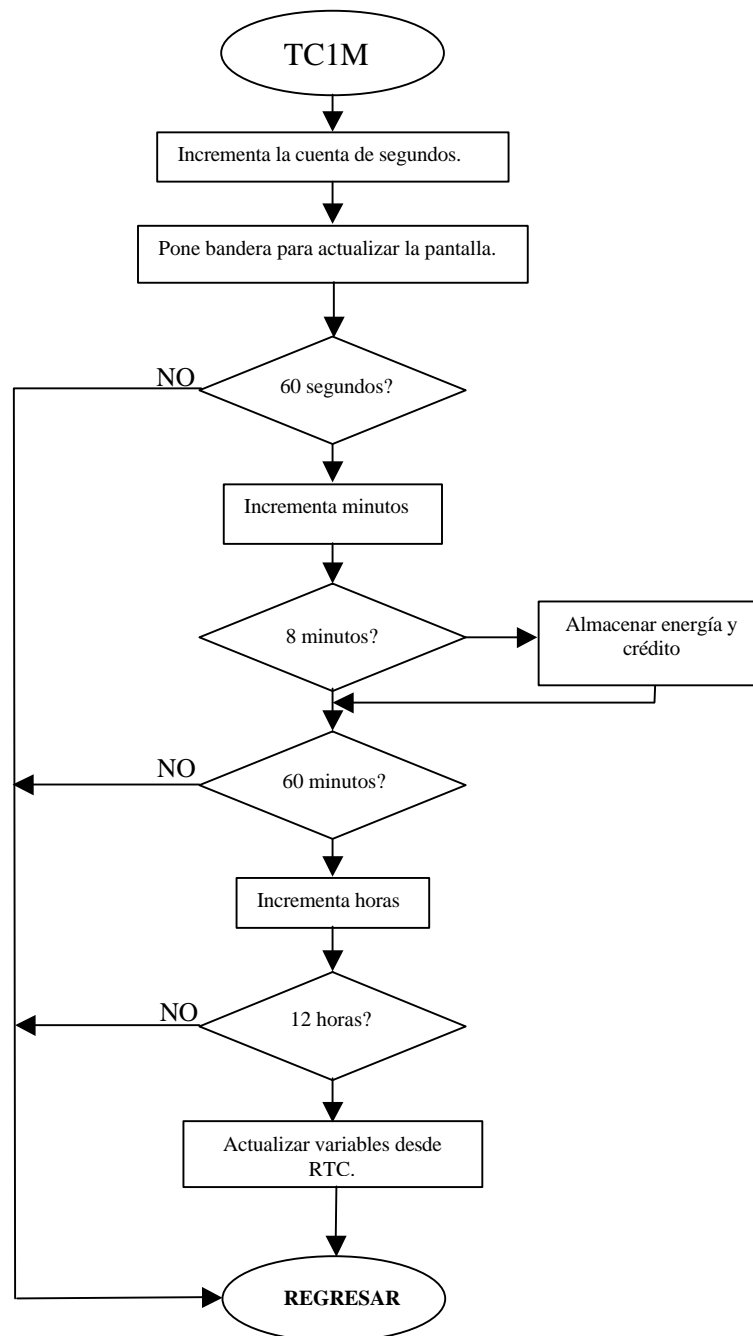 TC1M
Incrementa la cuenta de segundos.
Pone bandera para actualizar la pantalla.
NO
60 segundos?
Incrementa minutos
8 minutos?
Almacenar energía y
crédito
NO
60 minutos?
Incrementa horas
NO
12 horas?
Actualizar variables desde
RTC.
REGRESAR